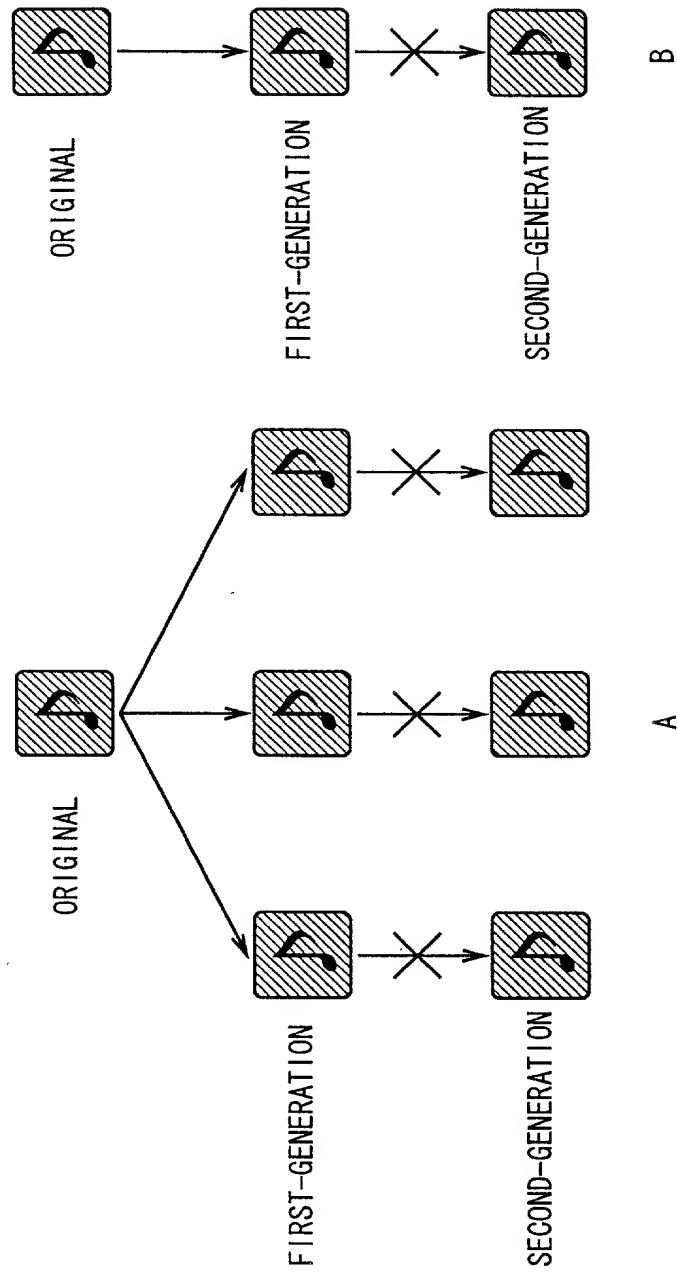 ORIGINAL
FIRST-GENERATION
SECOND-GENERATION
A
ORIGINAL
FIRST-GENERATION
SECOND-GENERATION
B